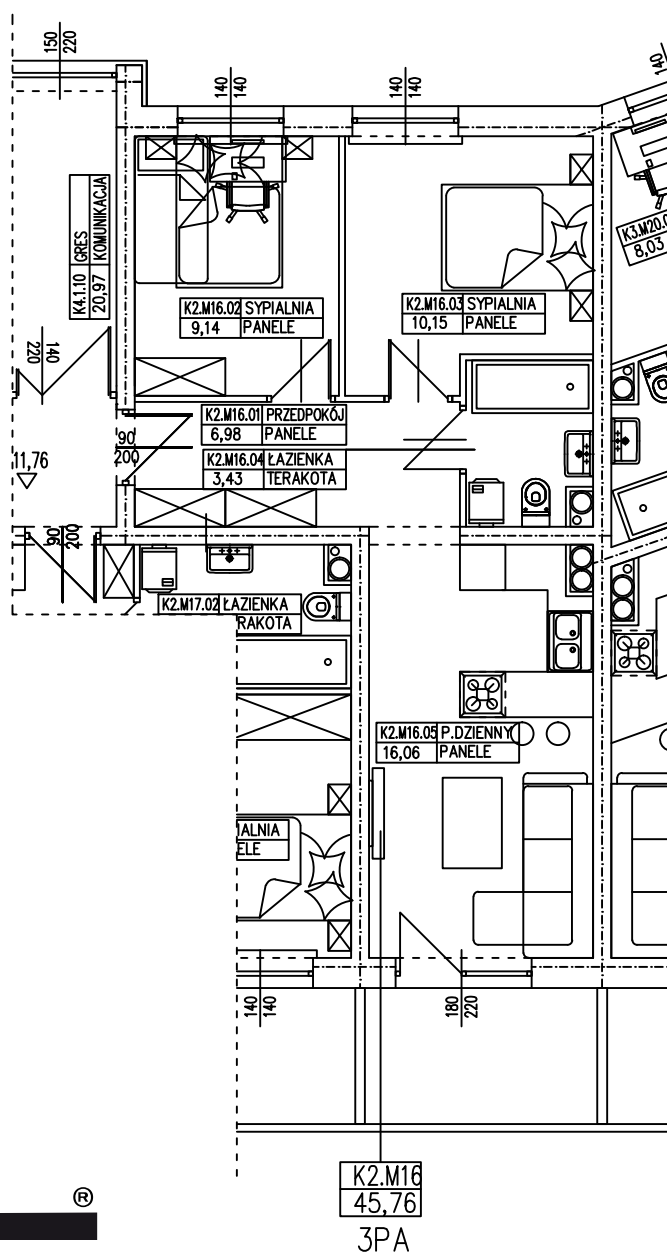 150
220
140
140
140
140
140
K4.1.10 GRES
20,97 KOMUNIKACJA
K3.M20.0
8,03
K2.M16.02 SYPIALNIA
9,14 PANELE
K2.M16.03 SYPIALNIA
10,15 PANELE
140
220
K2.M16.01 PRZEDPOKÓJ
6,98 PANELE
90
200
K2.M16.04 ŁAZIENKA
3,43 TERAKOTA
11,76
90
200
K2.M17.02 ŁAZIENKA
RAKOTA
K2.M16.05 P.DZIENNY
16,06 PANELE
IALNIA
ELE
140
140
180
220
K2.M16
45,76
3PA
®